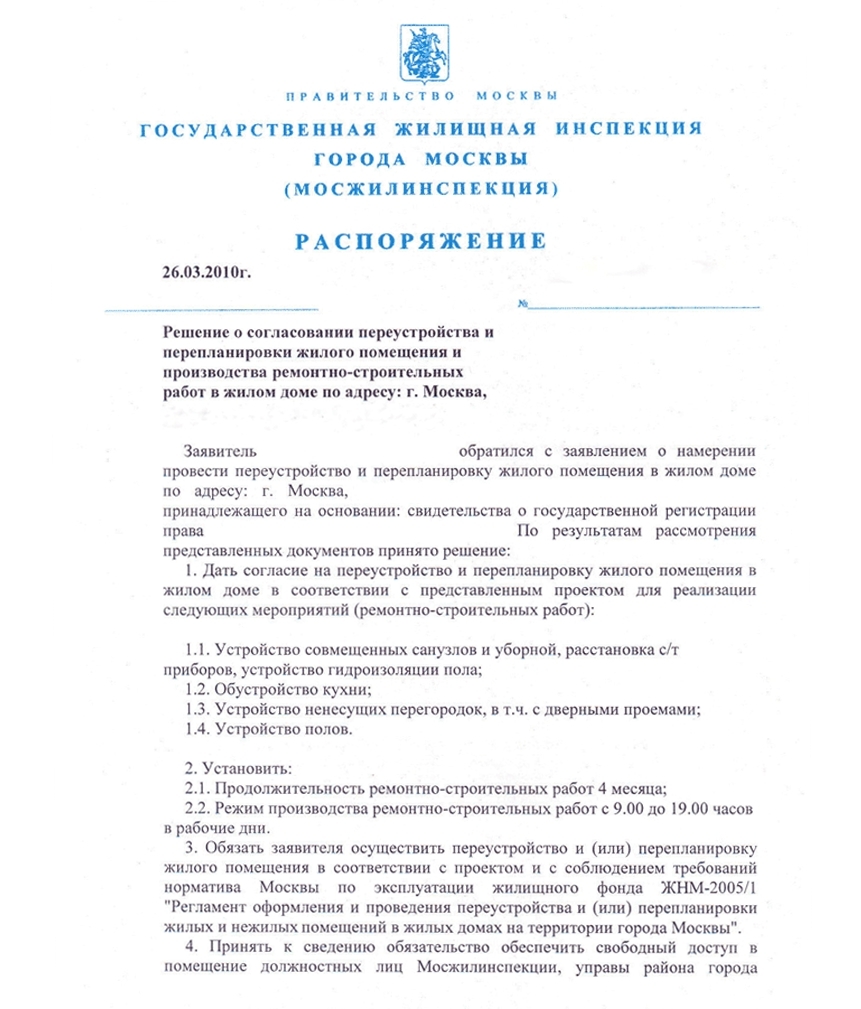 ПРАВИТЕЛЬСТВО МОСКВЫ
ГОСУДАРСТВЕННАЯ ЖИЛИЩНАЯ ИНСПЕКЦИЯ
ГОРОДА МОСКВЫ
(МОСЖИЛИНСПЕКЦИЯ)
РАСПОРЯЖЕНИЕ
26.03.2010г.
№
Решение о согласовании переустройства и
перепланировки жилого помещения и
производства ремонтно-строительных
работ в жилом доме по адресу: г. Москва,
Заявитель обратился с заявлением о намерении
провести переустройство и перепланировку жилого помещения в жилом доме
по адресу: г. Москва,
принадлежащего на основании: свидетельства о государственной регистрации
права По результатам рассмотрения
представленных документов принято решение:
1. Дать согласие на переустройство и перепланировку жилого помещения в
жилом доме в соответствии с представленным проектом для реализации
следующих мероприятий (ремонтно-строительных работ):
1.1. Устройство совмещенных санузлов и уборной, расстановка с/т
приборов, устройство гидроизоляции пола;
1.2. Обустройство кухни;
1.3. Устройство ненесущих перегородок, в т.ч. с дверными проемами;
1.4. Устройство полов.
2. Установить:
2.1. Продолжительность ремонтно-строительных работ 4 месяца;
2.2. Режим производства ремонтно-строительных работ с 9.00 до 19.00 часов
в рабочие дни.
3. Обязать заявителя осуществить переустройство и (или) перепланировку
жилого помещения в соответствии с проектом и с соблюдением требований
норматива Москвы по эксплуатации жилищного фонда ЖНМ-2005/1
"Регламент оформления и проведения переустройства и (или) перепланировки
жилых и нежилых помещений в жилых домах на территории города Москвы".
4. Принять к сведению обязательство обеспечить свободный доступ в
помещение должностных лиц Мосжилинспекции, управы района города